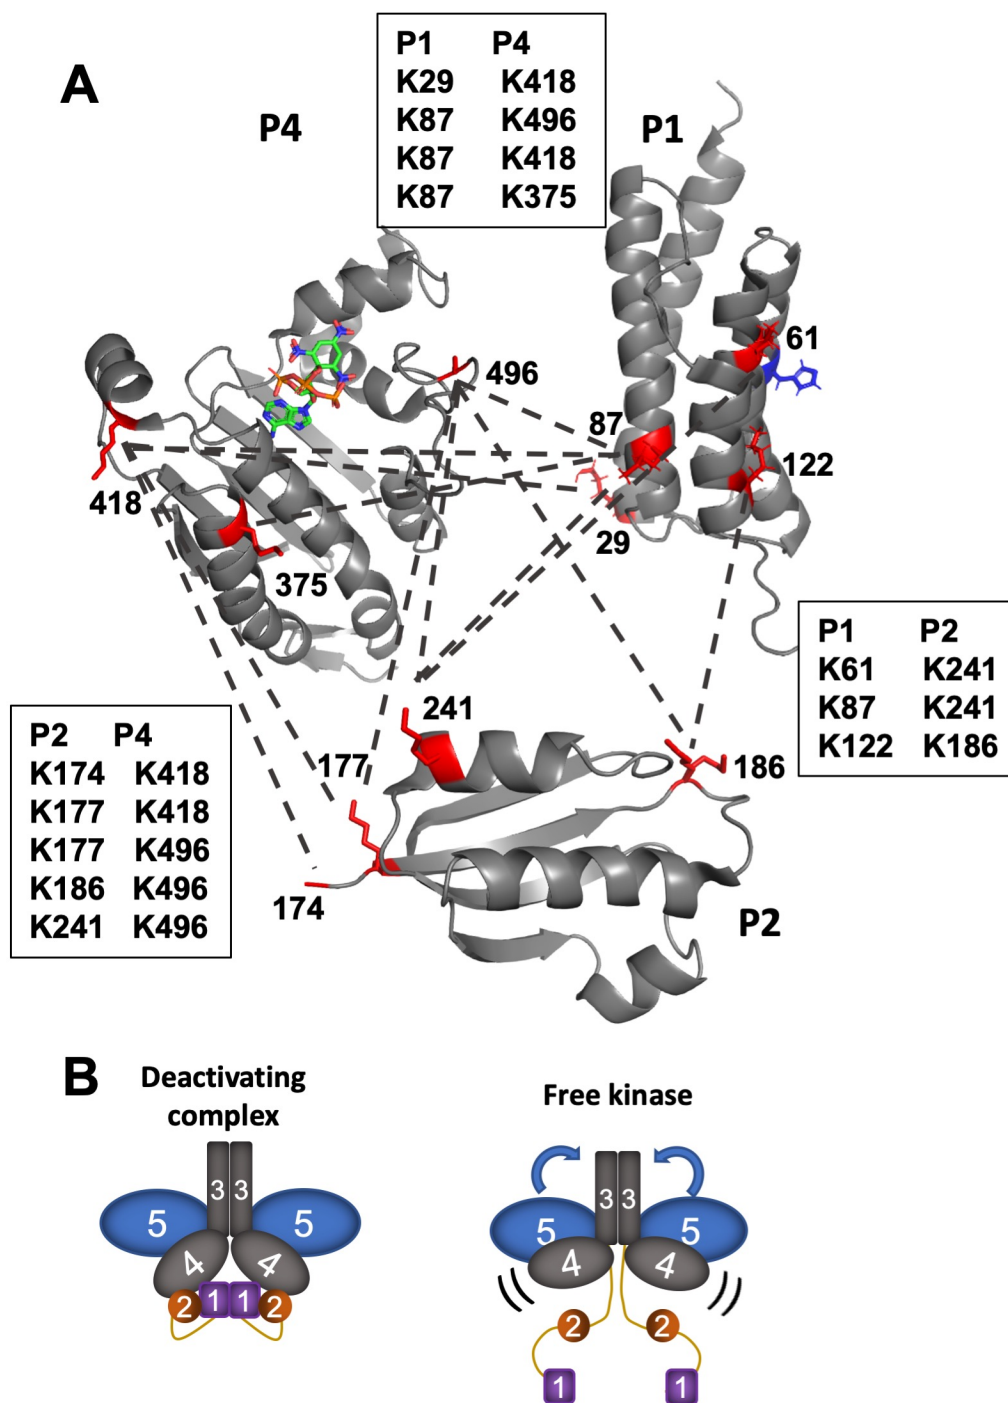 A
P1 P4
K29 K418
K87 K496
K87 K418
K87 K375
P4
P1
61
496
87
122
418
29
375
P1 P2
K61 K241
K87 K241
K122 K186
241
P2 P4
K174 K418
K177 K418
K177 K496
K186 K496
K241 K496
177
186
174
P2
B
Deactivating
complex
Free kinase
3 3
5 5
4 4
2 1 1 2
3 3
5 5
4 4
2 2
1 1